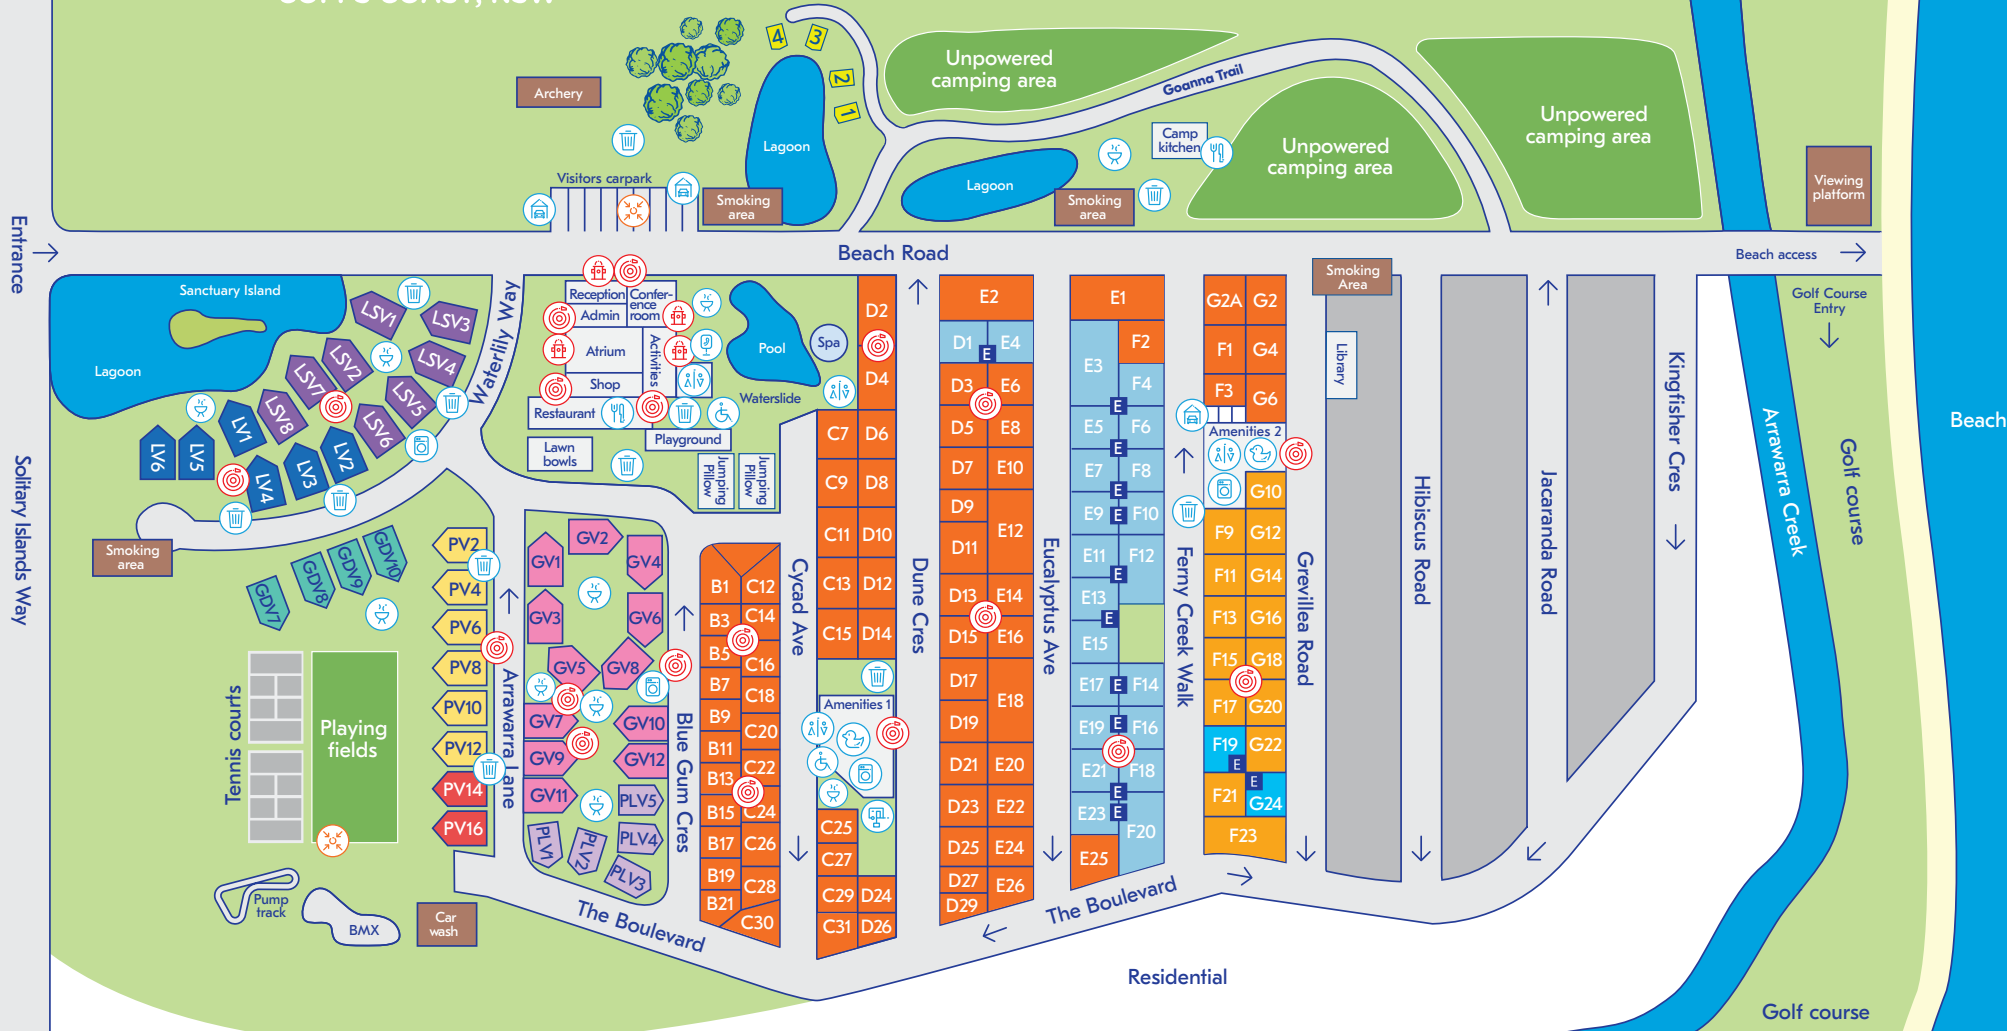 4
3
2
1
Unpowered
camping area
Goanna Trail
Unpowered
camping area
Unpowered
camping area
Archery
Lagoon
Camp
kitchen
Visitors carpark
Smoking
area
Lagoon
Smoking
area
Viewing
platform
Entrance
Beach Road
Beach access
Sanctuary Island
Lagoon
LSV1
LSV3
LSV2
LSV4
LSV7
LSV5
LSV8
LSV6
LV1
LV2
LV6
LV5
LV4
LV3
Waterlily Way
Reception
Confer-
ence
room
Admin
Atrium
Activities
Shop
Restaurant
Playground
Lawn
bowls
Jumping
Pillow
Jumping
Pillow
Pool
Spa
Waterslide
Smoking
Area
Library
Golf Course
Entry
Smoking
area
Solitary Islands Way
GDV10
GDV9
GDV8
GDV7
PV2
PV4
PV6
PV8
PV10
PV12
PV14
PV16
Arrawarra Lane
GV1
GV2
GV4
GV3
GV6
GV5
GV8
GV7
GV10
GV9
GV12
GV11
PLV5
PLV4
PLV1
PLV2
PLV3
Blue Gum Cres
B1
B3
B5
B7
B9
B11
B13
B15
B17
B19
B21
C12
C14
C16
C18
C20
C22
C24
C26
C28
C30
Cycad Ave
D2
D4
C7
D6
C9
D8
C11
D10
C13
D12
C15
D14
Amenities 1
C25
C27
C29
D24
C31
D26
Dune Cres
E2
D1
E4
E
D3
E6
D5
E8
D7
E10
D9
E12
D11
D13
E14
D15
E16
D17
E18
D19
D21
E20
D23
E22
D25
E24
D27
E26
D29
Eucalyptus Ave
E1
E3
F2
F4
E
E5
F6
E
E7
F8
E
E9
E
F10
E11
F12
E
E13
E
E15
E17
E
F14
E
E19
F16
E21
F18
E
E23
E
F20
E25
Ferny Creek Walk
G2A
G2
F1
G4
F3
G6
Amenities 2
G10
F9
G12
F11
G14
F13
G16
F15
G18
F17
G20
F19
G22
E
E
F21
G24
F23
Grevillea Road
Hibiscus Road
Jacaranda Road
Kingfisher Cres
Arrawarra Creek
Golf course
Beach
Tennis courts
Playing
fields
Pump
track
BMX
Car
wash
The Boulevard
The Boulevard
Residential
Golf course